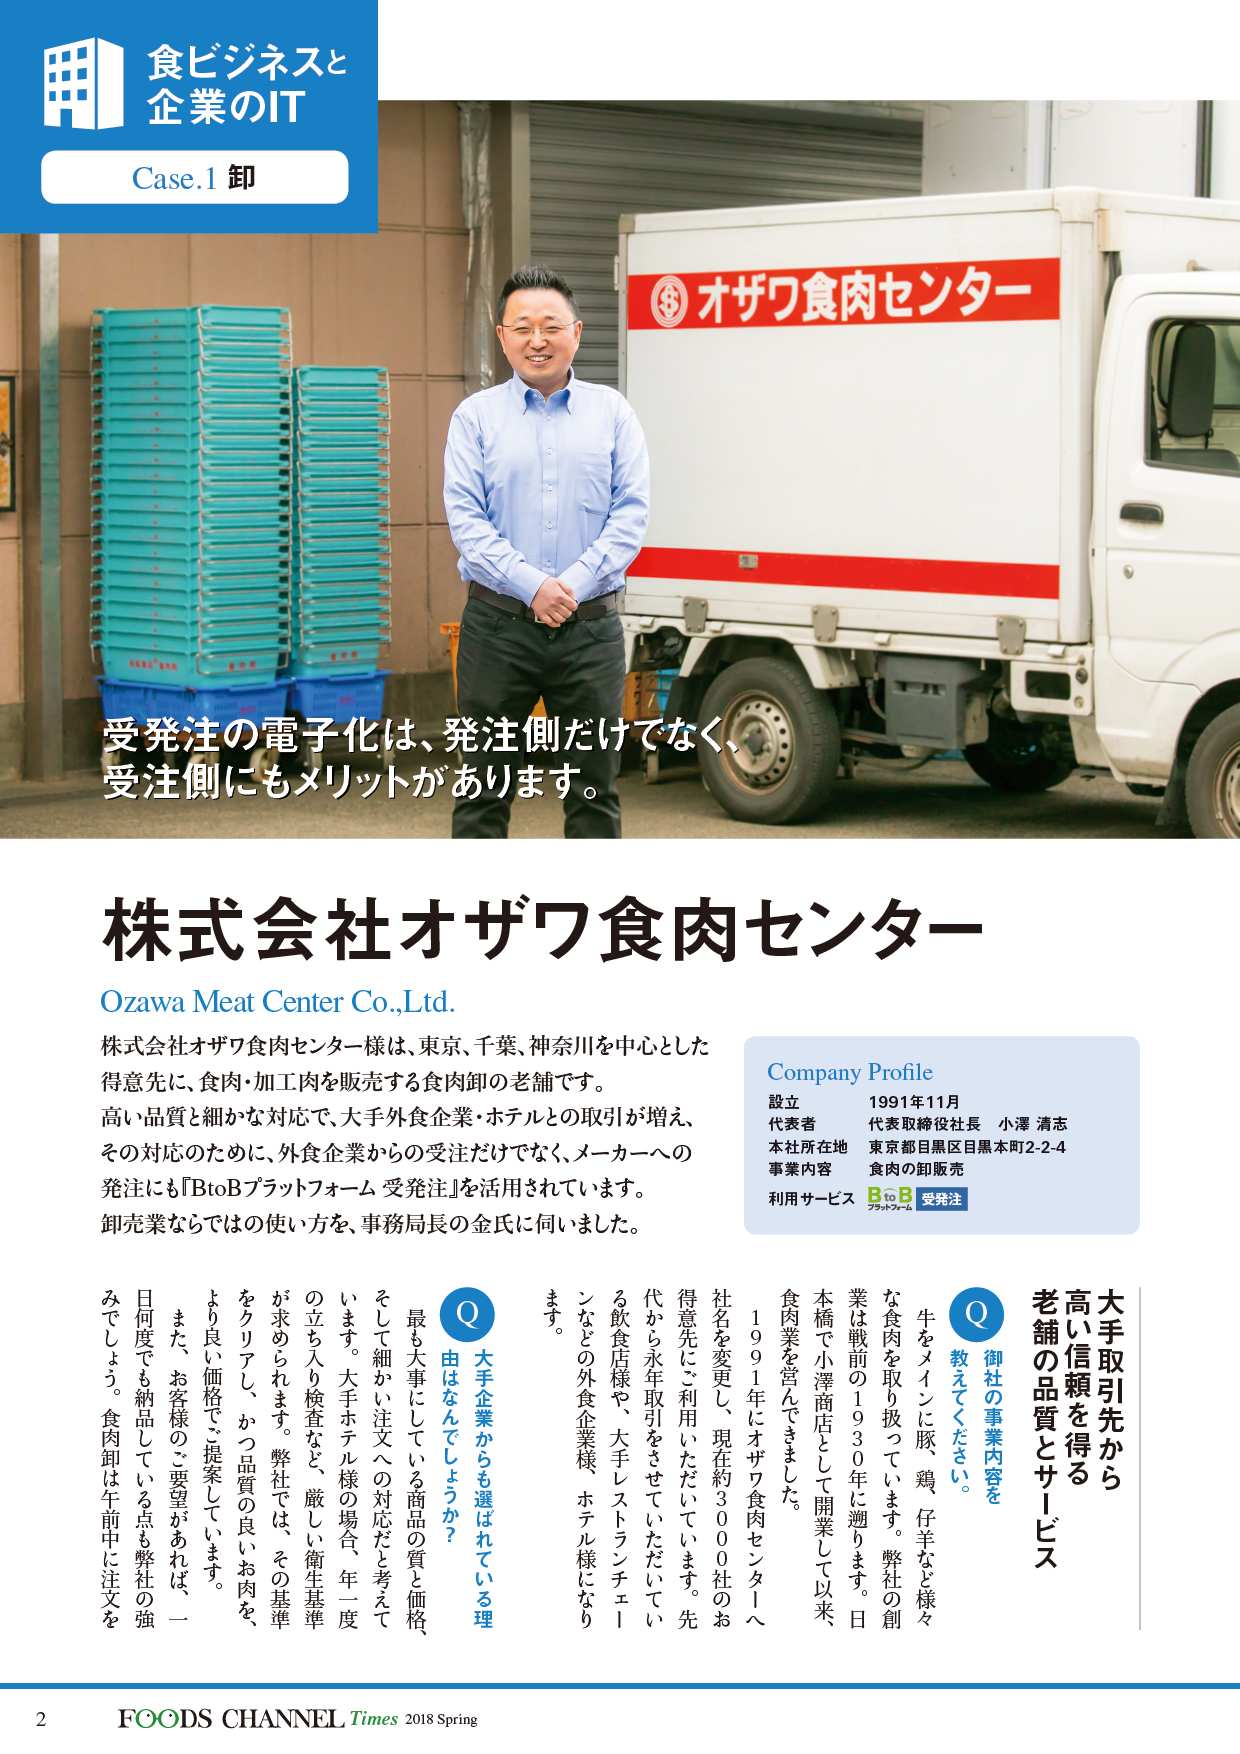 食ビジネスと
企業のIT
Case.1 卸
オザワ食肉センター
受発注の電子化は、発注側だけでなく、
受注側にもメリットがあります。
株式会社オザワ食肉センター
Ozawa Meat Center Co.,Ltd.
株式会社オザワ食肉センター様は、東京、千葉、神奈川を中心とした
得意先に、食肉・加工肉を販売する食肉卸の老舗です。
高い品質と細かな対応で、大手外食企業・ホテルとの取引が増え、
その対応のために、外食企業からの受注だけでなく、メーカーへの
発注にも『BtoBプラットフォーム 受発注』を活用されています。
卸売業ならではの使い方を、事務局長の金氏に伺いました。
Company Profile
設立 1991年11月
代表者 代表取締役社長 小澤 清志
本社所在地 東京都目黒区目黒本町2-2-4
事業内容 食肉の卸販売
利用サービス BtoB プラットフォーム 受発注
大手取引先から
高い信頼を得る
老舗の品質とサービス
Q 御社の事業内容を
教えてください。
牛をメインに豚、鶏、仔羊など様々
な食肉を取り扱っています。弊社の創
業は戦前の1930年に遡ります。日
本橋で小澤商店として開業して以来、
食肉業を営んできました。
1991年にオザワ食肉センターへ
社名を変更し、現在約3000社のお
得意先にご利用いただいています。先
代から永年取引をさせていただいてい
る飲食店様や、大手レストランチェー
ンなどの外食企業様、ホテル様になり
ます。
Q 大手企業からも選ばれている理
由はなんでしょうか?
最も大事にしている商品の質と価格、
そして細かい注文への対応だと考えて
います。大手ホテル様の場合、年一度
の立ち入り検査など、厳しい衛生基準
が求められます。弊社では、その基準
をクリアし、かつ品質の良いお肉を、
より良い価格でご提案しています。
また、お客様のご要望があれば、一
日何度でも納品している点も弊社の強
みでしょう。食肉卸は午前中に注文を
2 FOODS CHANNEL Times 2018 Spring